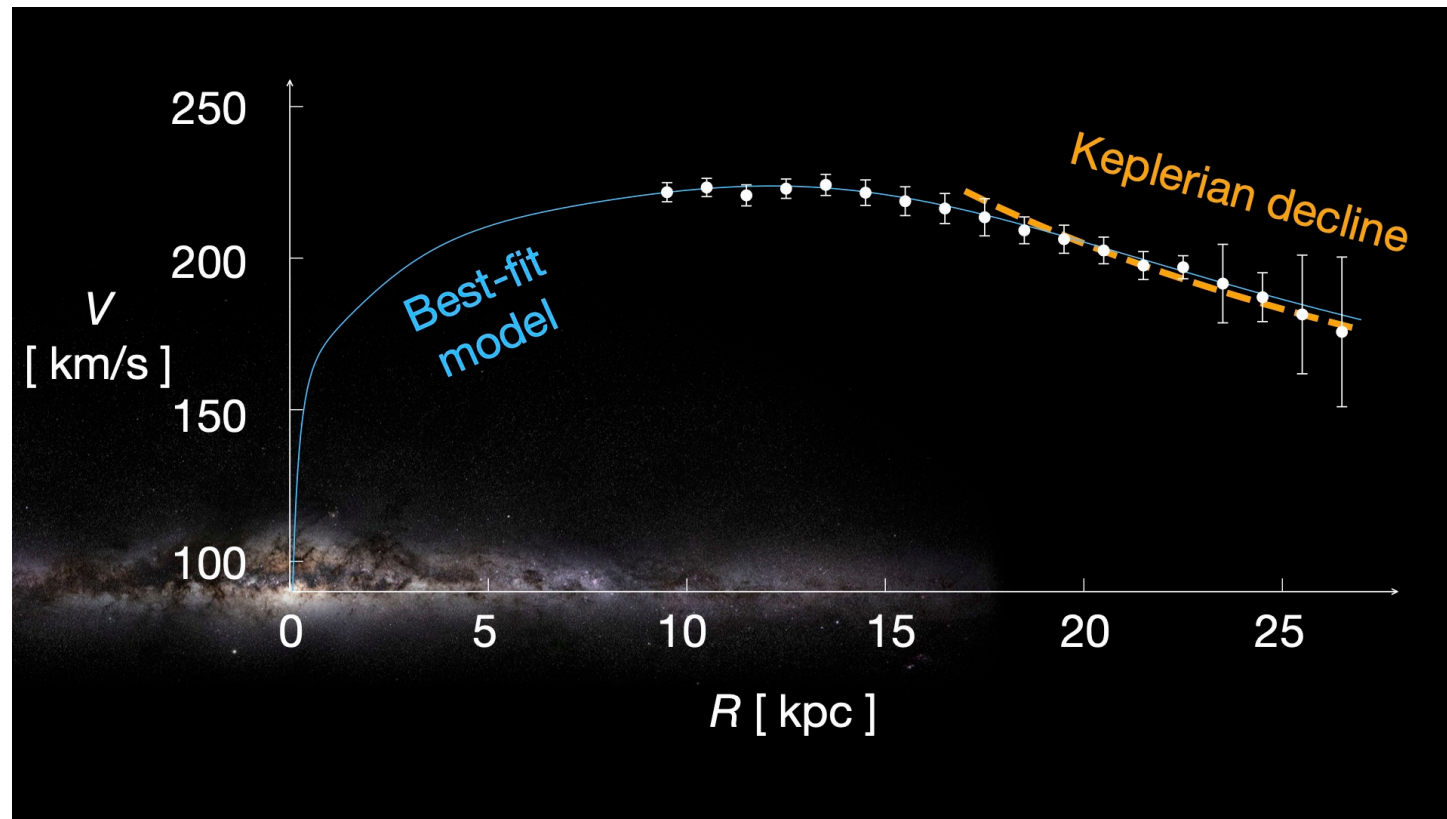 250
200
150
100
V
[ km/s ]
Best-fit
model
Keplerian decline
0 5 10 15 20 25
R [ kpc ]